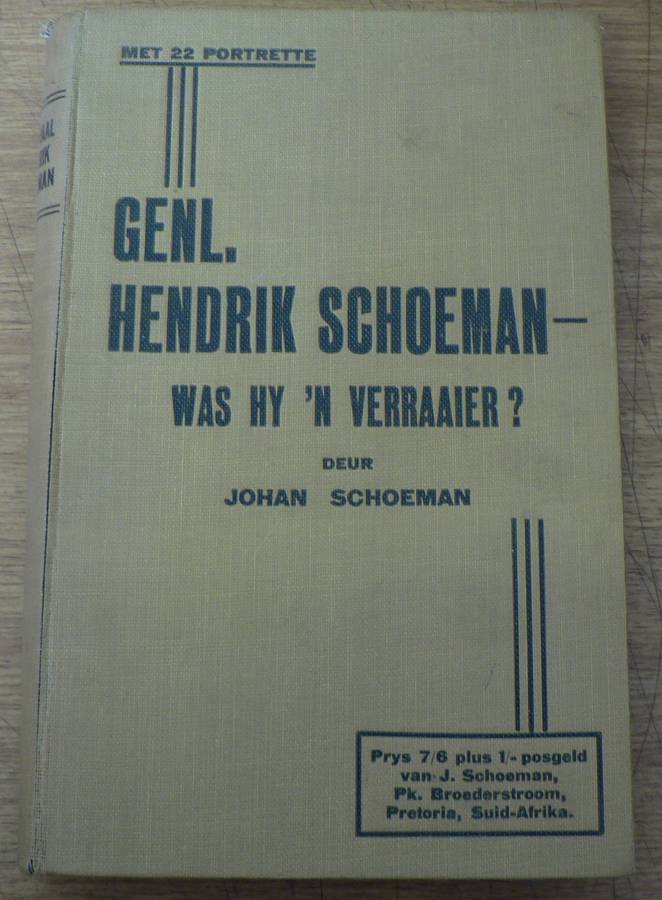 MET 22 PORTRETTE
GENL.
HENDRIK SCHOEMAN—
WAS HY 'N VERRAAIER?
DEUR
JOHAN SCHOEMAN
Prys 7/6 plus 1/- posgeld
van J. Schoeman,
Pk. Broederstroom,
Pretoria, Suid-Afrika.